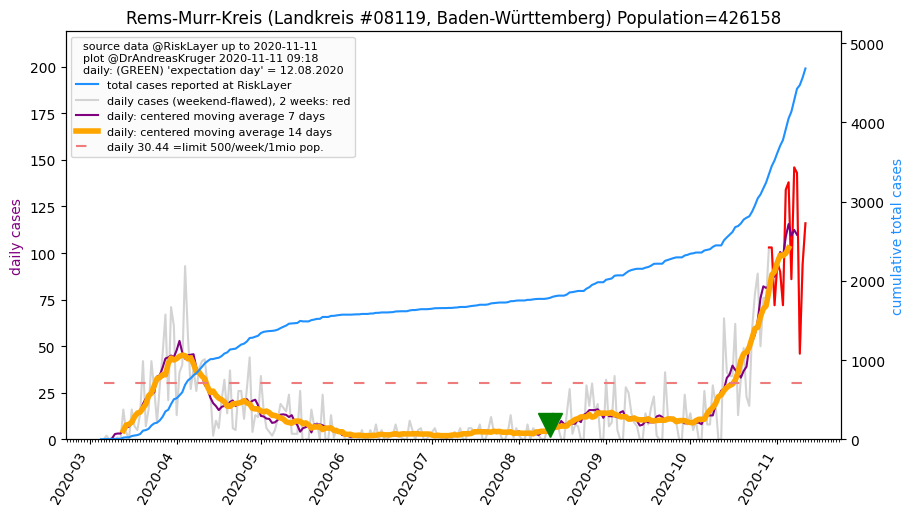 Rems-Murr-Kreis (Landkreis #08119, Baden-Württemberg) Population=426158
source data @RiskLayer up to 2020-11-11
plot @DrAndreasKruger 2020-11-11 09:18
daily: (GREEN) 'expectation day' = 12.08.2020
total cases reported at RiskLayer
daily cases (weekend-flawed), 2 weeks: red
daily: centered moving average 7 days
daily: centered moving average 14 days
daily 30.44 =limit 500/week/1mio pop.
daily cases
200
175
150
125
100
75
50
25
0
cumulative total cases
5000
4000
3000
2000
1000
0
2020-03
2020-04
2020-05
2020-06
2020-07
2020-08
2020-09
2020-10
2020-11